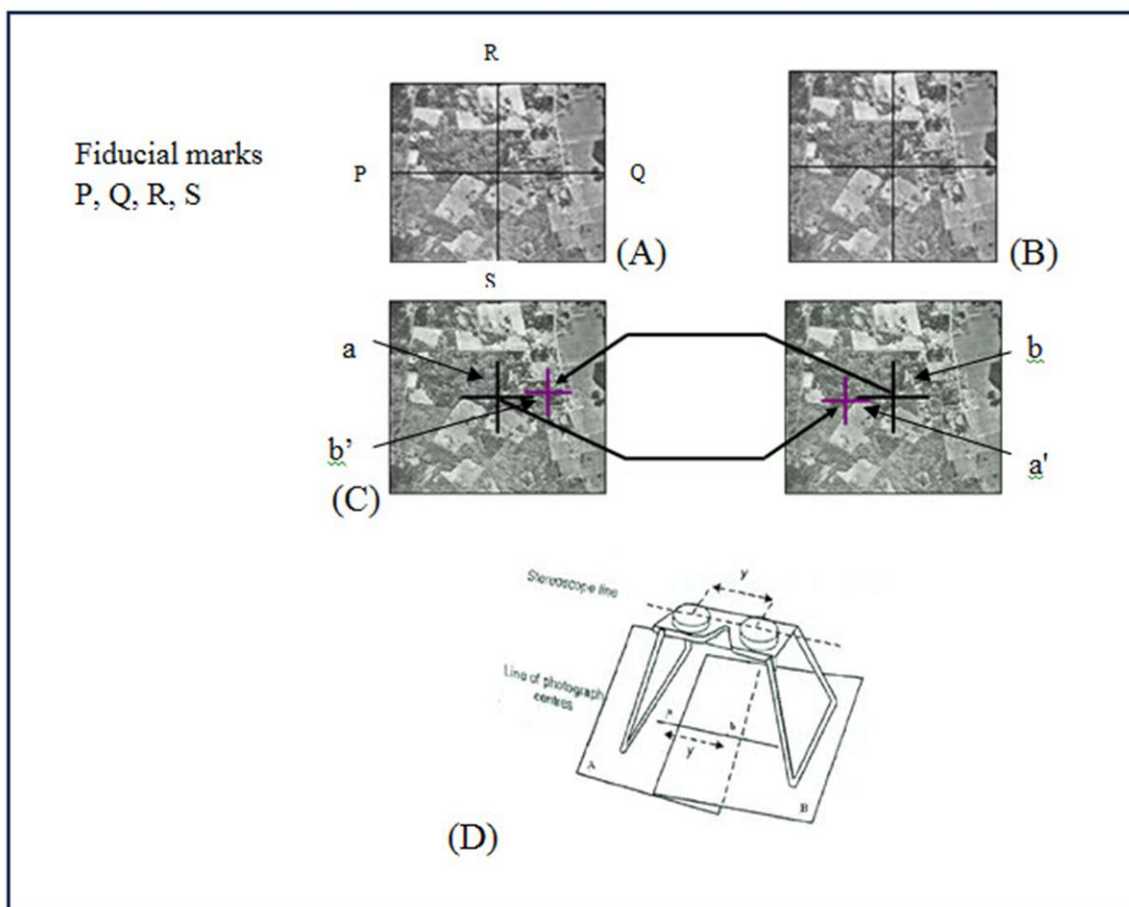 R
Fiducial marks
P, Q, R, S
P
Q
(A)
(B)
S
a
b
b’
a'
(C)
y
Stereoscope line
Line of photograph
centres
a
b
y
A
B
(D)